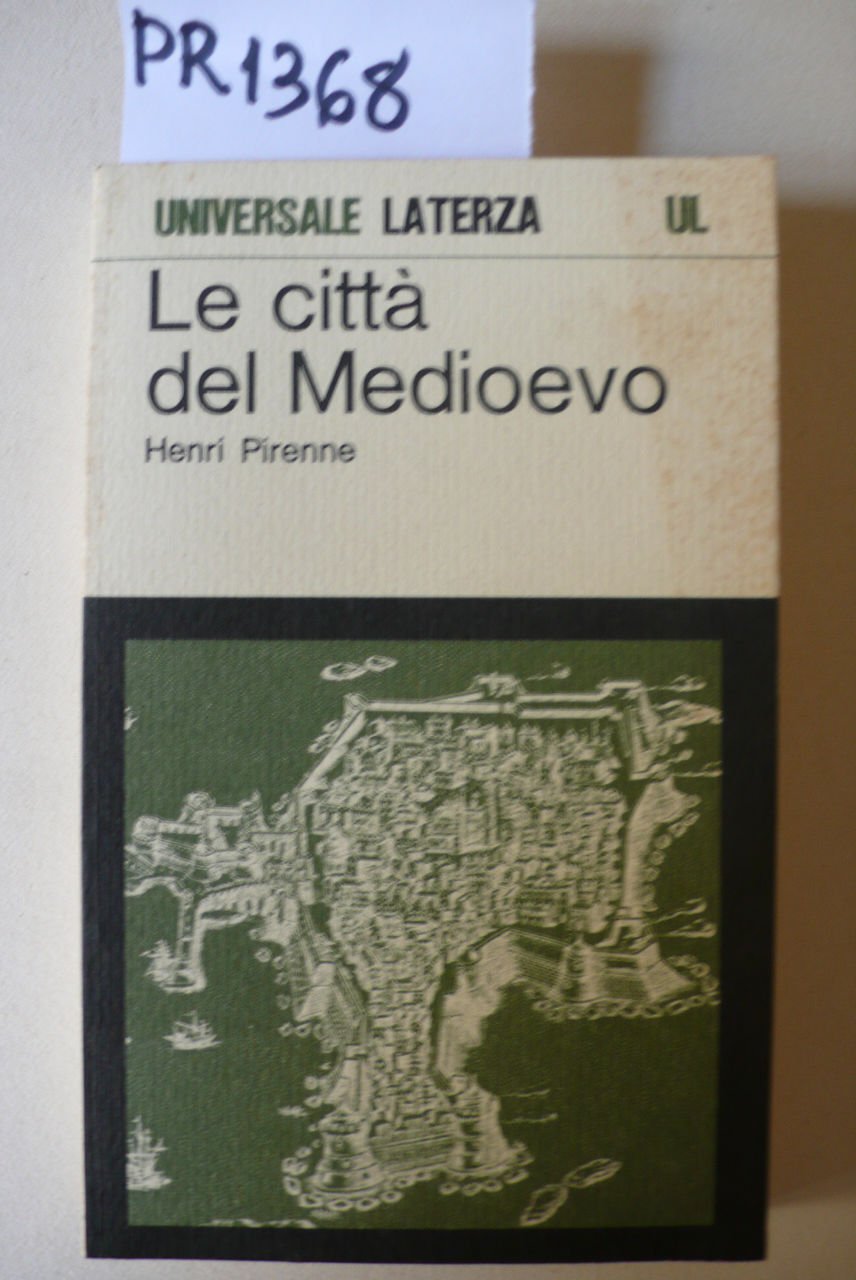 PR1368
UNIVERSALE LATERZA UL
Le città
del Medioevo
Henri Pirenne